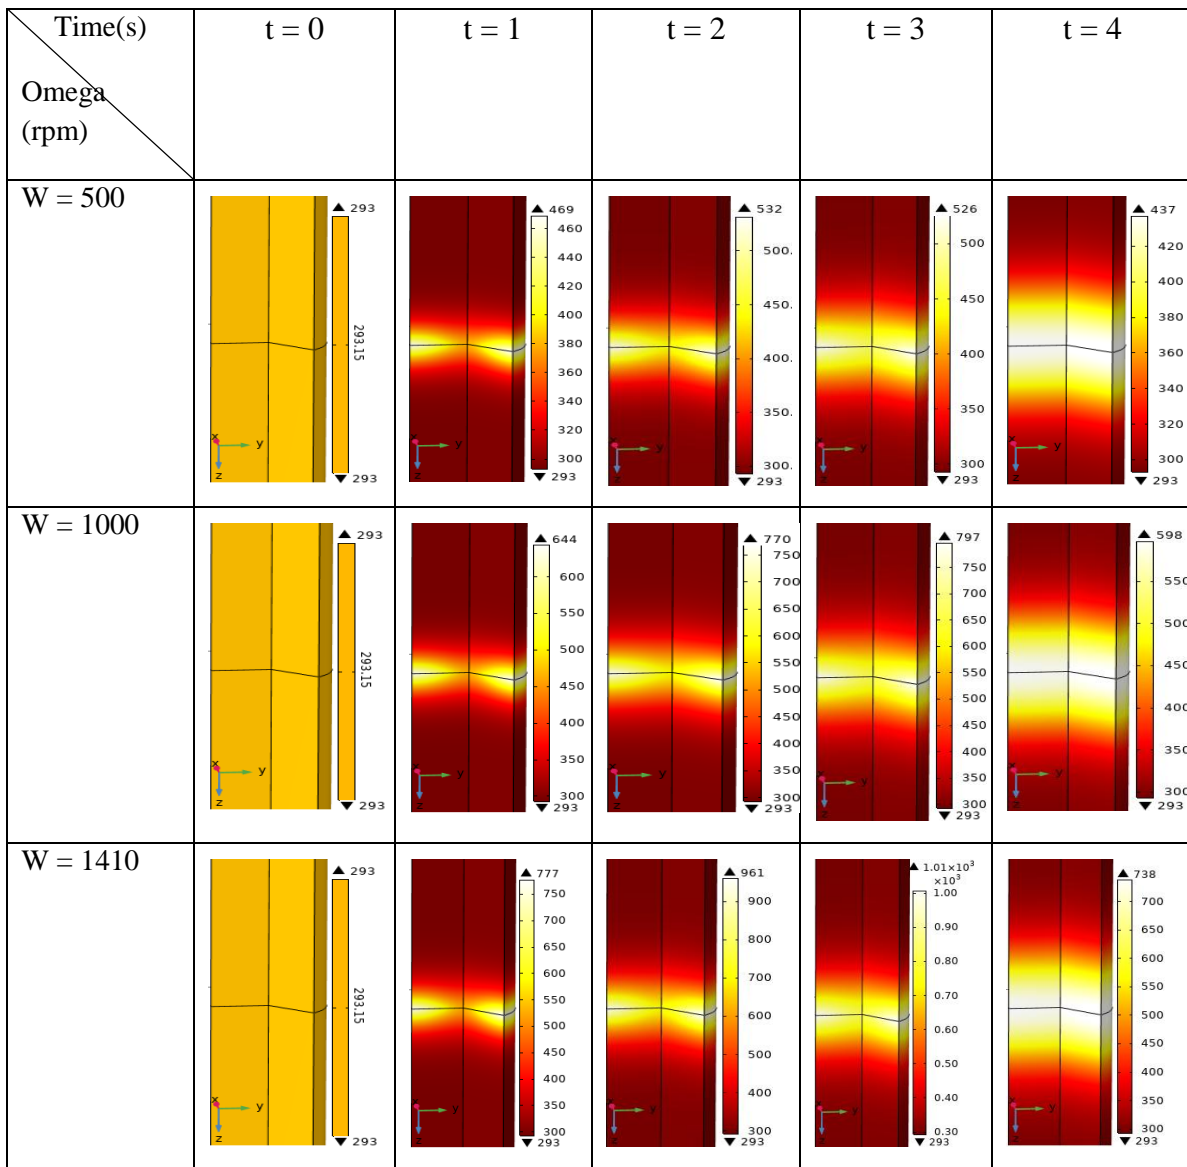 Time(s)
Omega
(rpm)
t = 0
t = 1
t = 2
t = 3
t = 4
W = 500
▲ 293
293.15
▼ 293
x
y
z
▲ 469
460
440
420
400
380
360
340
320
300
▼ 293
x
y
z
▲ 532
500.
450.
400.
350.
300.
▼ 293
x
y
z
▲ 526
500
450
400
350
300
▼ 293
x
y
z
▲ 437
420
400
380
360
340
320
300
▼ 293
x
y
z
W = 1000
▲ 293
293.15
▼ 293
x
y
z
▲ 644
600
550
500
450
400
350
300
▼ 293
x
y
z
▲ 770
750
700
650
600
550
500
450
400
350
300
▼ 293
x
y
z
▲ 797
750
700
650
600
550
500
450
400
350
300
▼ 293
x
y
z
▲ 598
550
500
450
400
350
300
▼ 293
x
y
z
W = 1410
▲ 293
293.15
▼ 293
x
y
z
▲ 777
750
700
650
600
550
500
450
400
350
300
▼ 293
x
y
z
▲ 961
900
800
700
600
500
400
300
▼ 293
x
y
z
▲ 1.01×10³
×10³
1.00
0.90
0.80
0.70
0.60
0.50
0.40
0.30
▼ 293
x
y
z
▲ 738
700
650
600
550
500
450
400
350
300
▼ 293
x
y
z